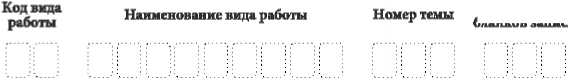 Код вида работы
Наименование вида работы
Номер темы